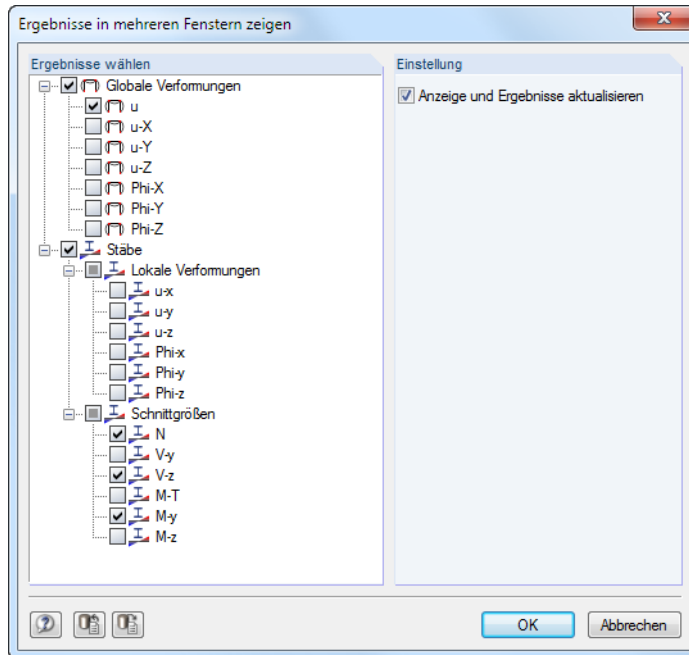 Ergebnisse in mehreren Fenstern zeigen
Ergebnisse wählen
Globale Verformungen
u
u-X
u-Y
u-Z
Phi-X
Phi-Y
Phi-Z
Stäbe
Lokale Verformungen
u-x
u-y
u-z
Phi-x
Phi-y
Phi-z
Schnittgrößen
N
V-y
V-z
M-T
M-y
M-z
Einstellung
Anzeige und Ergebnisse aktualisieren
OK
Abbrechen